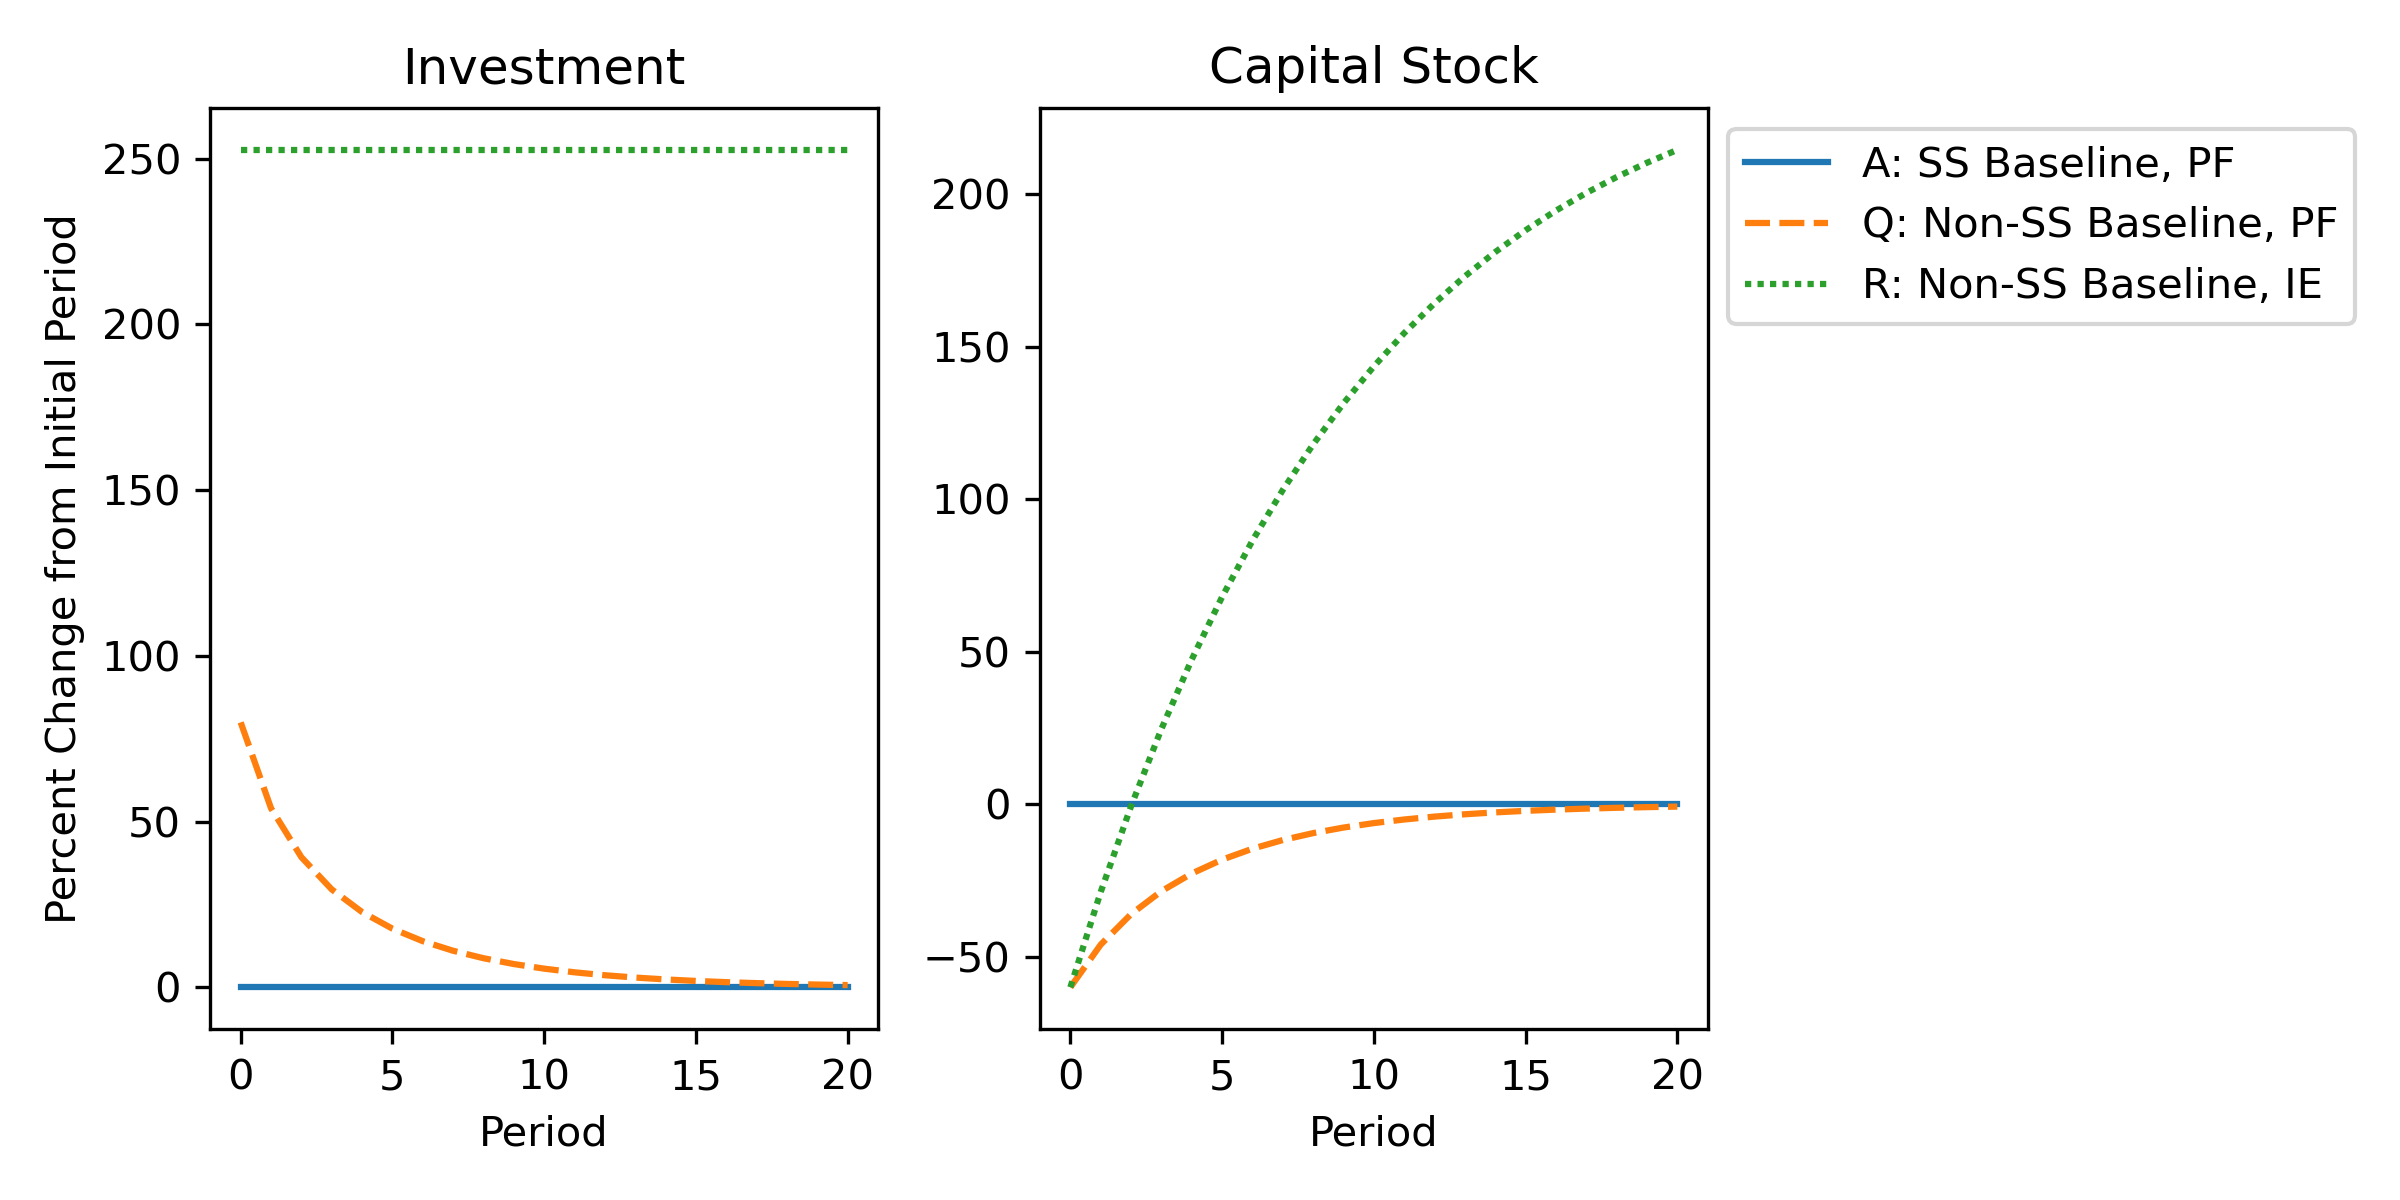 Investment
Capital Stock
Percent Change from Initial Period
250
200
150
100
50
0
0 5 10 15 20
Period
200
150
100
50
0
−50
0 5 10 15 20
Period
A: SS Baseline, PF
Q: Non-SS Baseline, PF
R: Non-SS Baseline, IE